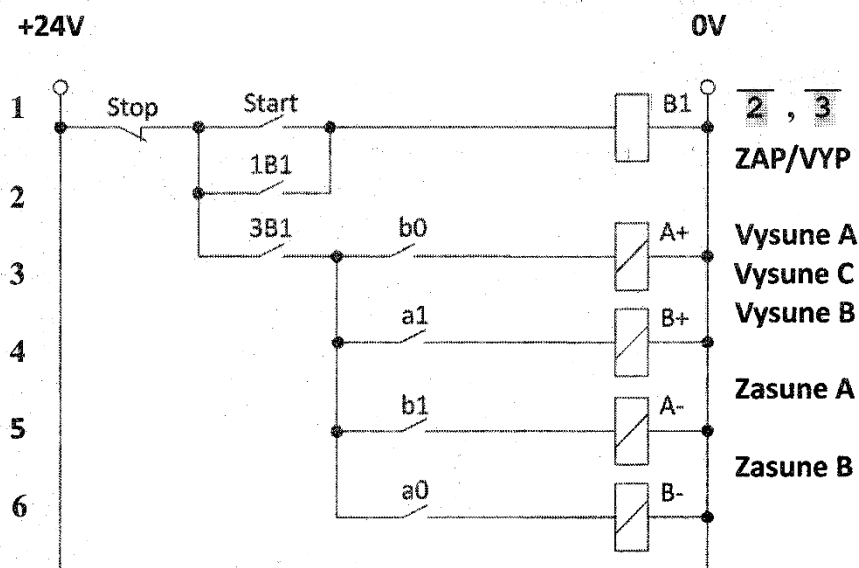 +24V 0V
1 Stop Start B1 2 , 3
1B1 ZAP/VYP
2
3B1 b0 A+ Vysune A
3 Vysune C
a1 B+ Vysune B
4
b1 A- Zasune A
5
a0 B- Zasune B
6